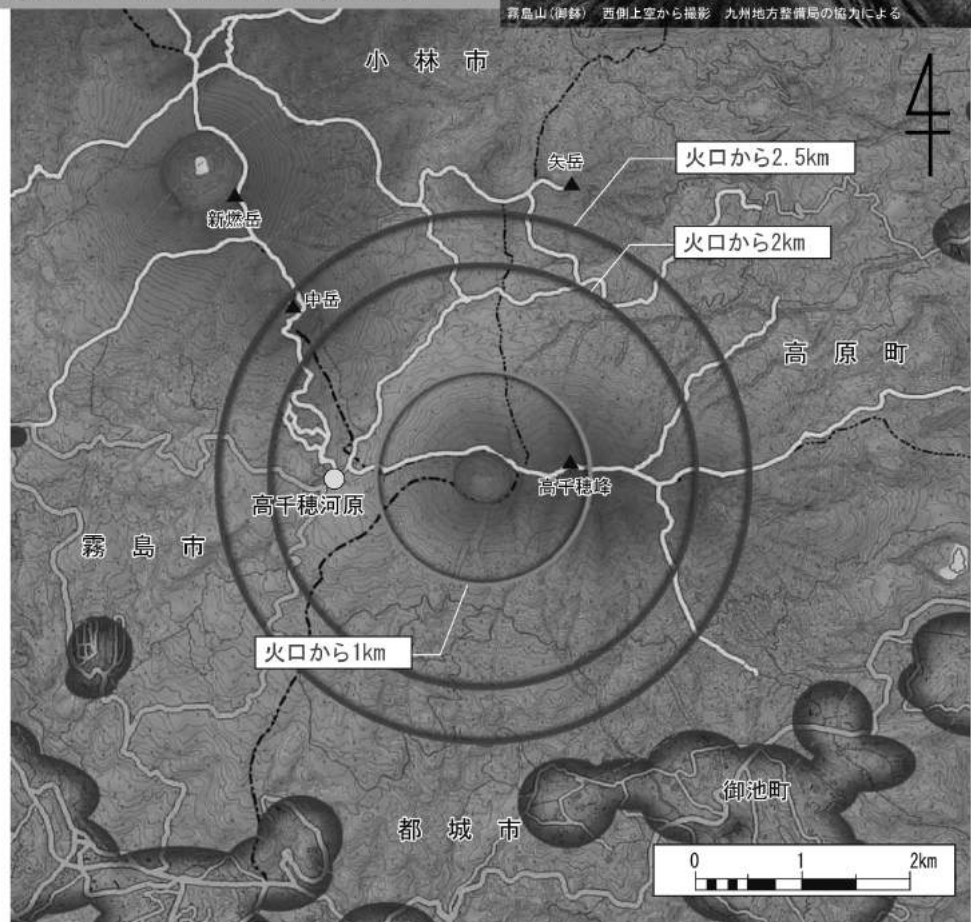 霧島山(御鉢) 西側上空から撮影 九州地方整備局の協力による
小林市
矢岳
火口から2.5km
新燃岳
火口から2km
中岳
高原町
高千穂峰
高千穂河原
霧島市
火口から1km
御池町
都城市
0 1 2km